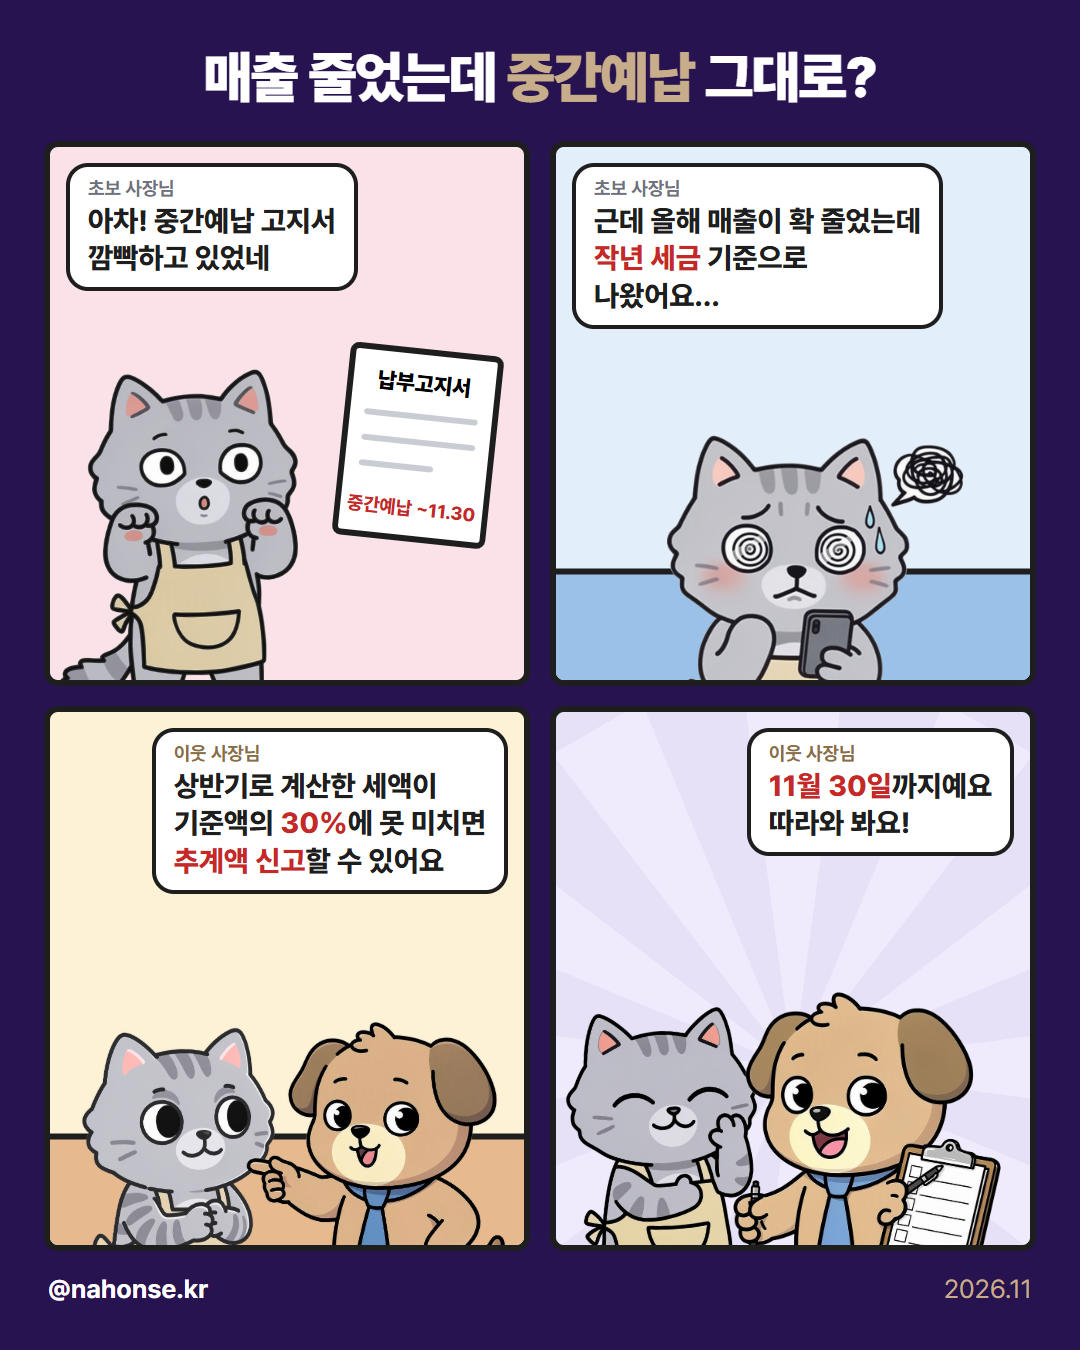 매출 줄었는데 중간예납 그대로?
초보 사장님
아차! 중간예납 고지서
깜빡하고 있었네
납부고지서
중간예납 ~11.30
초보 사장님
근데 올해 매출이 확 줄었는데
작년 세금 기준으로
나왔어요...
이웃 사장님
상반기로 계산한 세액이
기준액의 30%에 못 미치면
추계액 신고할 수 있어요
이웃 사장님
11월 30일까지예요
따라와 봐요!
@nahonse.kr
2026.11